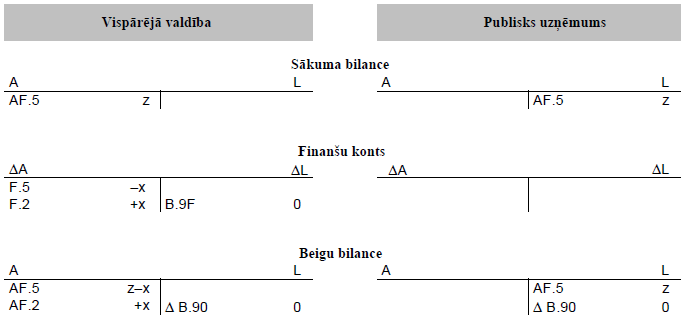 Vispārējā valdība Publisks uzņēmums
Sākuma bilance
A L A L
AF.5 z AF.5 z
Finanšu konts
ΔA ΔL ΔA ΔL
F.5 –x
F.2 +x B.9F 0
Beigu bilance
A L A L
AF.5 z–x AF.5 z
AF.2 +x Δ B.90 0 Δ B.90 0